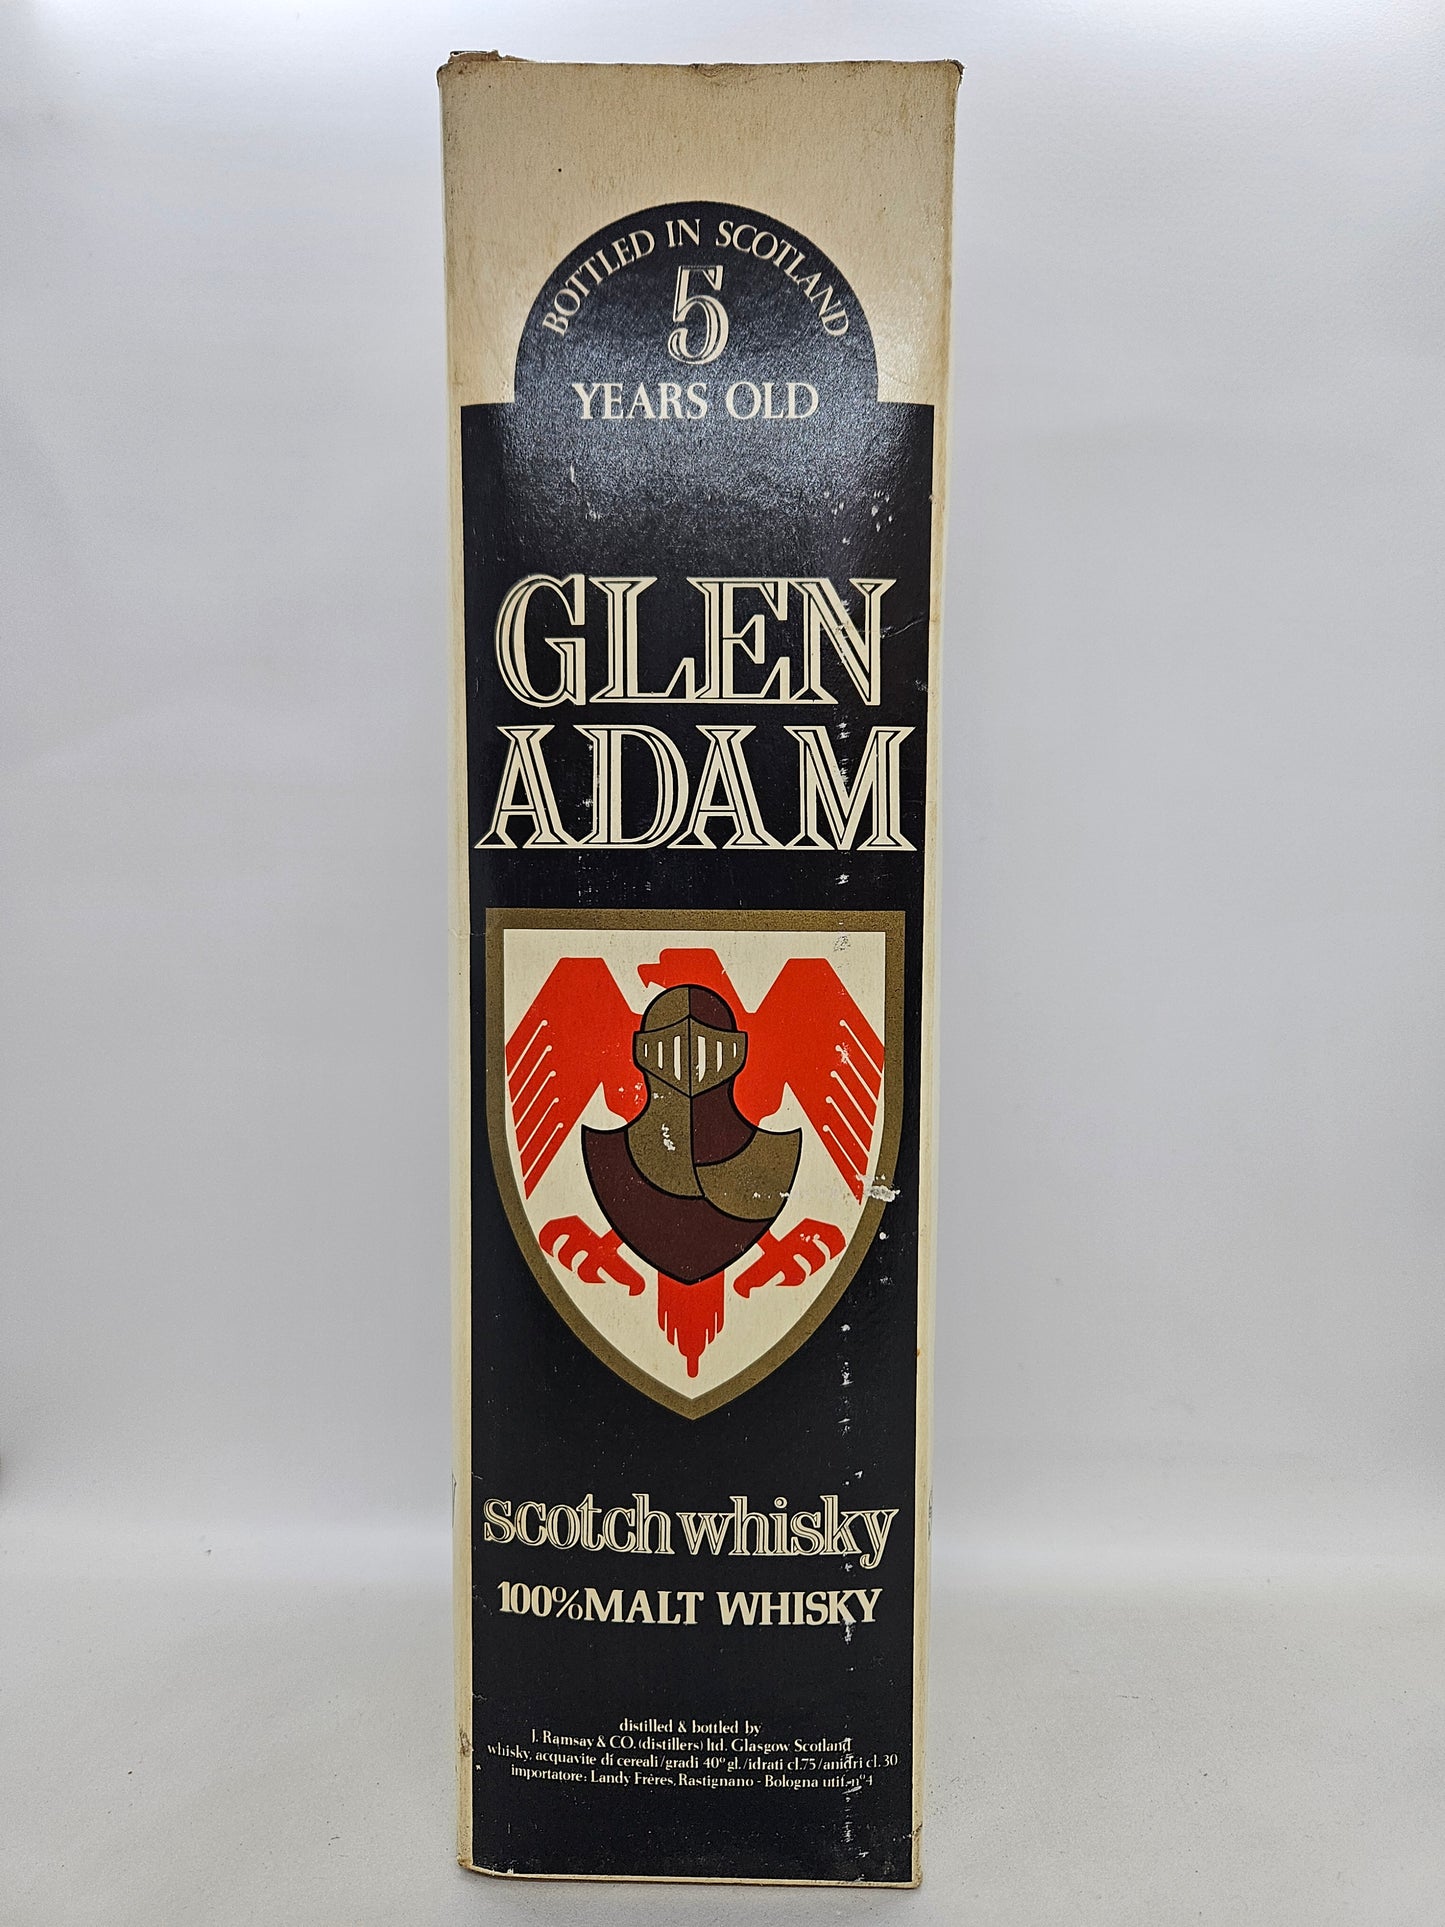 BOTTLED IN SCOTLAND
5
YEARS OLD
GLEN
ADAM
scotch whisky
100% MALT WHISKY
distilled & bottled by
J. Ramsay & CO. (distillers) ltd. Glasgow Scotland
whisky, acquavite di cereali/gradi 40° gl./idrati cl.75/anidri cl.30
importatore: Landy Frères, Rastignano - Bologna utif. n° 4